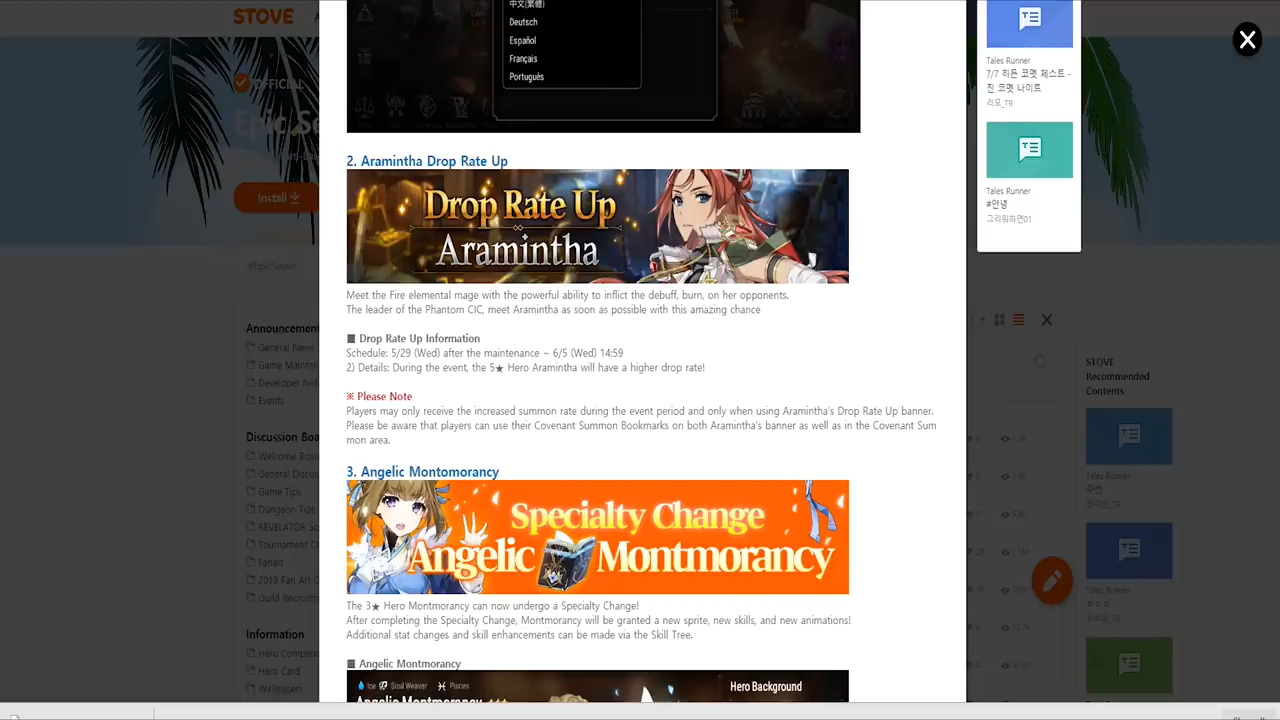 STOVE
中文(繁體)
Deutsch
Español
Français
Português
OFFICIAL
Install
#EpicSeven
Announcement
General News
Events
Game Tips
Dungeon Tips
Fanart
Information
Hero Card
Wallpapers
2. Aramintha Drop Rate Up
Drop Rate Up
Aramintha
Meet the Fire elemental mage with the powerful ability to inflict the debuff, burn, on her opponents.
The leader of the Phantom CIC, meet Aramintha as soon as possible with this amazing chance
■ Drop Rate Up Information
Schedule: 5/29 (Wed) after the maintenance ~ 6/5 (Wed) 14:59
2) Details: During the event, the 5★ Hero Aramintha will have a higher drop rate!
※ Please Note
Players may only receive the increased summon rate during the event period and only when using Aramintha's Drop Rate Up banner.
Please be aware that players can use their Covenant Summon Bookmarks on both Aramintha's banner as well as in the Covenant Sum
mon area.
3. Angelic Montomorancy
Specialty Change
Angelic Montmorancy
The 3★ Hero Montmorancy can now undergo a Specialty Change!
After completing the Specialty Change, Montmorancy will be granted a new sprite, new skills, and new animations!
Additional stat changes and skill enhancements can be made via the Skill Tree.
■ Angelic Montmorancy
Ice Soul Weaver Pisces
Hero Background
Angelic Montmorancy
Tales Runner
7/7 히든 코멧 체스트 -
진 코멧 나이트
리모_TR
Tales Runner
#안녕
그리워하면01
STOVE
Recommended
Contents
Tales Runner
Tales Runner